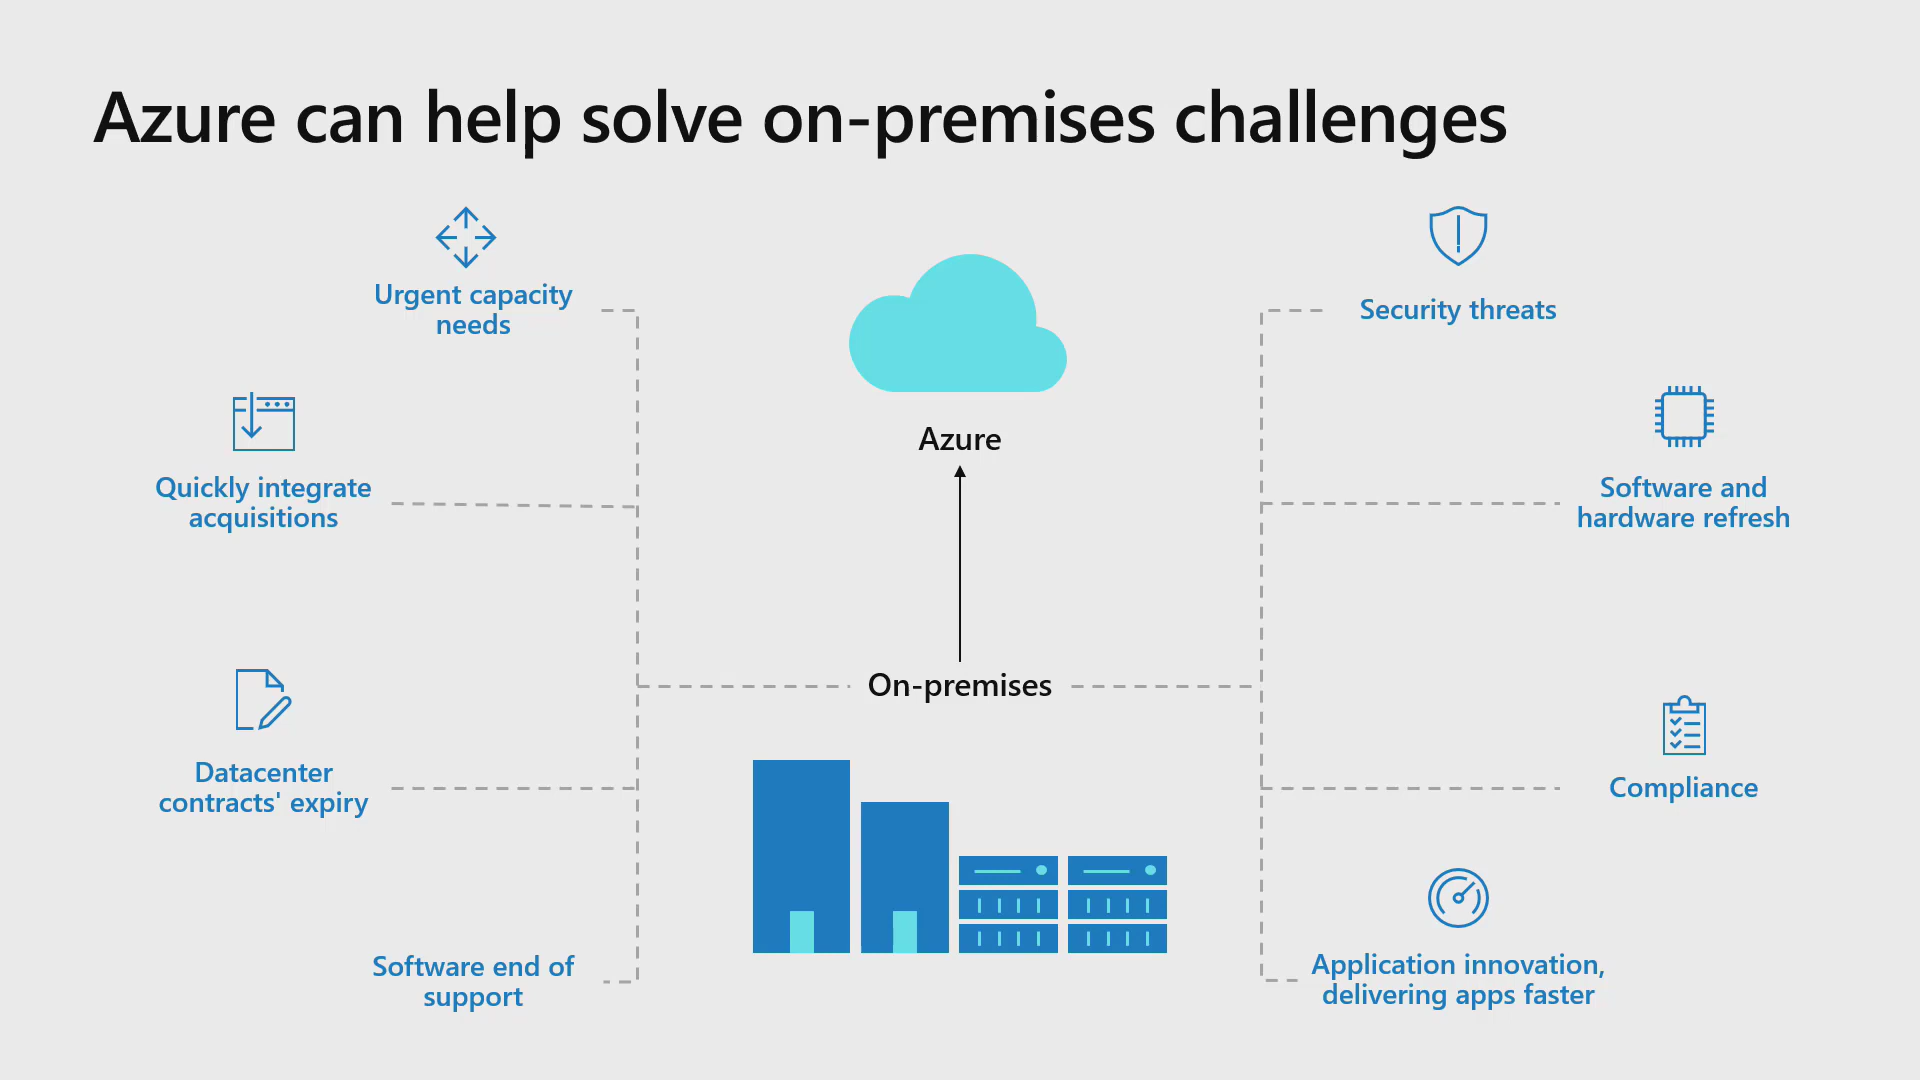 Azure can help solve on-premises challenges
Urgent capacity
needs
Quickly integrate
acquisitions
Datacenter
contracts' expiry
Software end of
support
Azure
On-premises
Security threats
Software and
hardware refresh
Compliance
Application innovation,
delivering apps faster